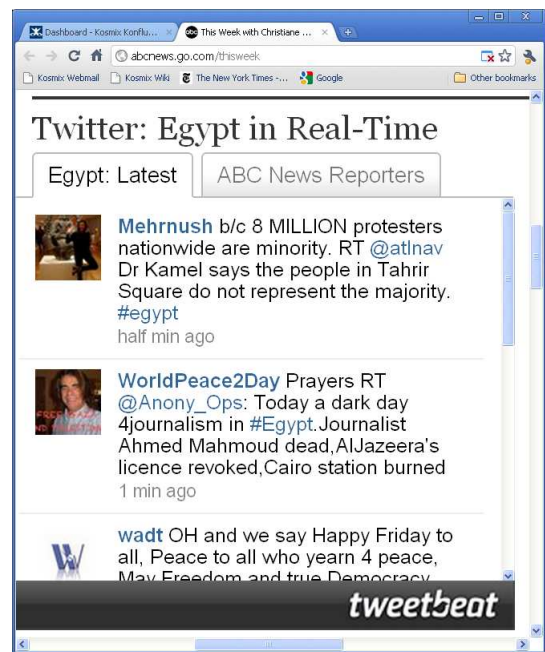 Dashboard - Kosmix Konflu...
This Week with Christiane ...
abcnews.go.com/thisweek
Kosmix Webmail
Kosmix Wiki
The New York Times -...
Google
Other bookmarks
Twitter: Egypt in Real-Time
Egypt: Latest
ABC News Reporters
Mehrnush b/c 8 MILLION protesters
nationwide are minority. RT @atlnav
Dr Kamel says the people in Tahrir
Square do not represent the majority.
#egypt
half min ago
WorldPeace2Day Prayers RT
@Anony_Ops: Today a dark day
4journalism in #Egypt.Journalist
Ahmed Mahmoud dead,AlJazeera's
licence revoked,Cairo station burned
1 min ago
wadt OH and we say Happy Friday to
all, Peace to all who yearn 4 peace,
May Freedom and true Democracy
tweetbeat